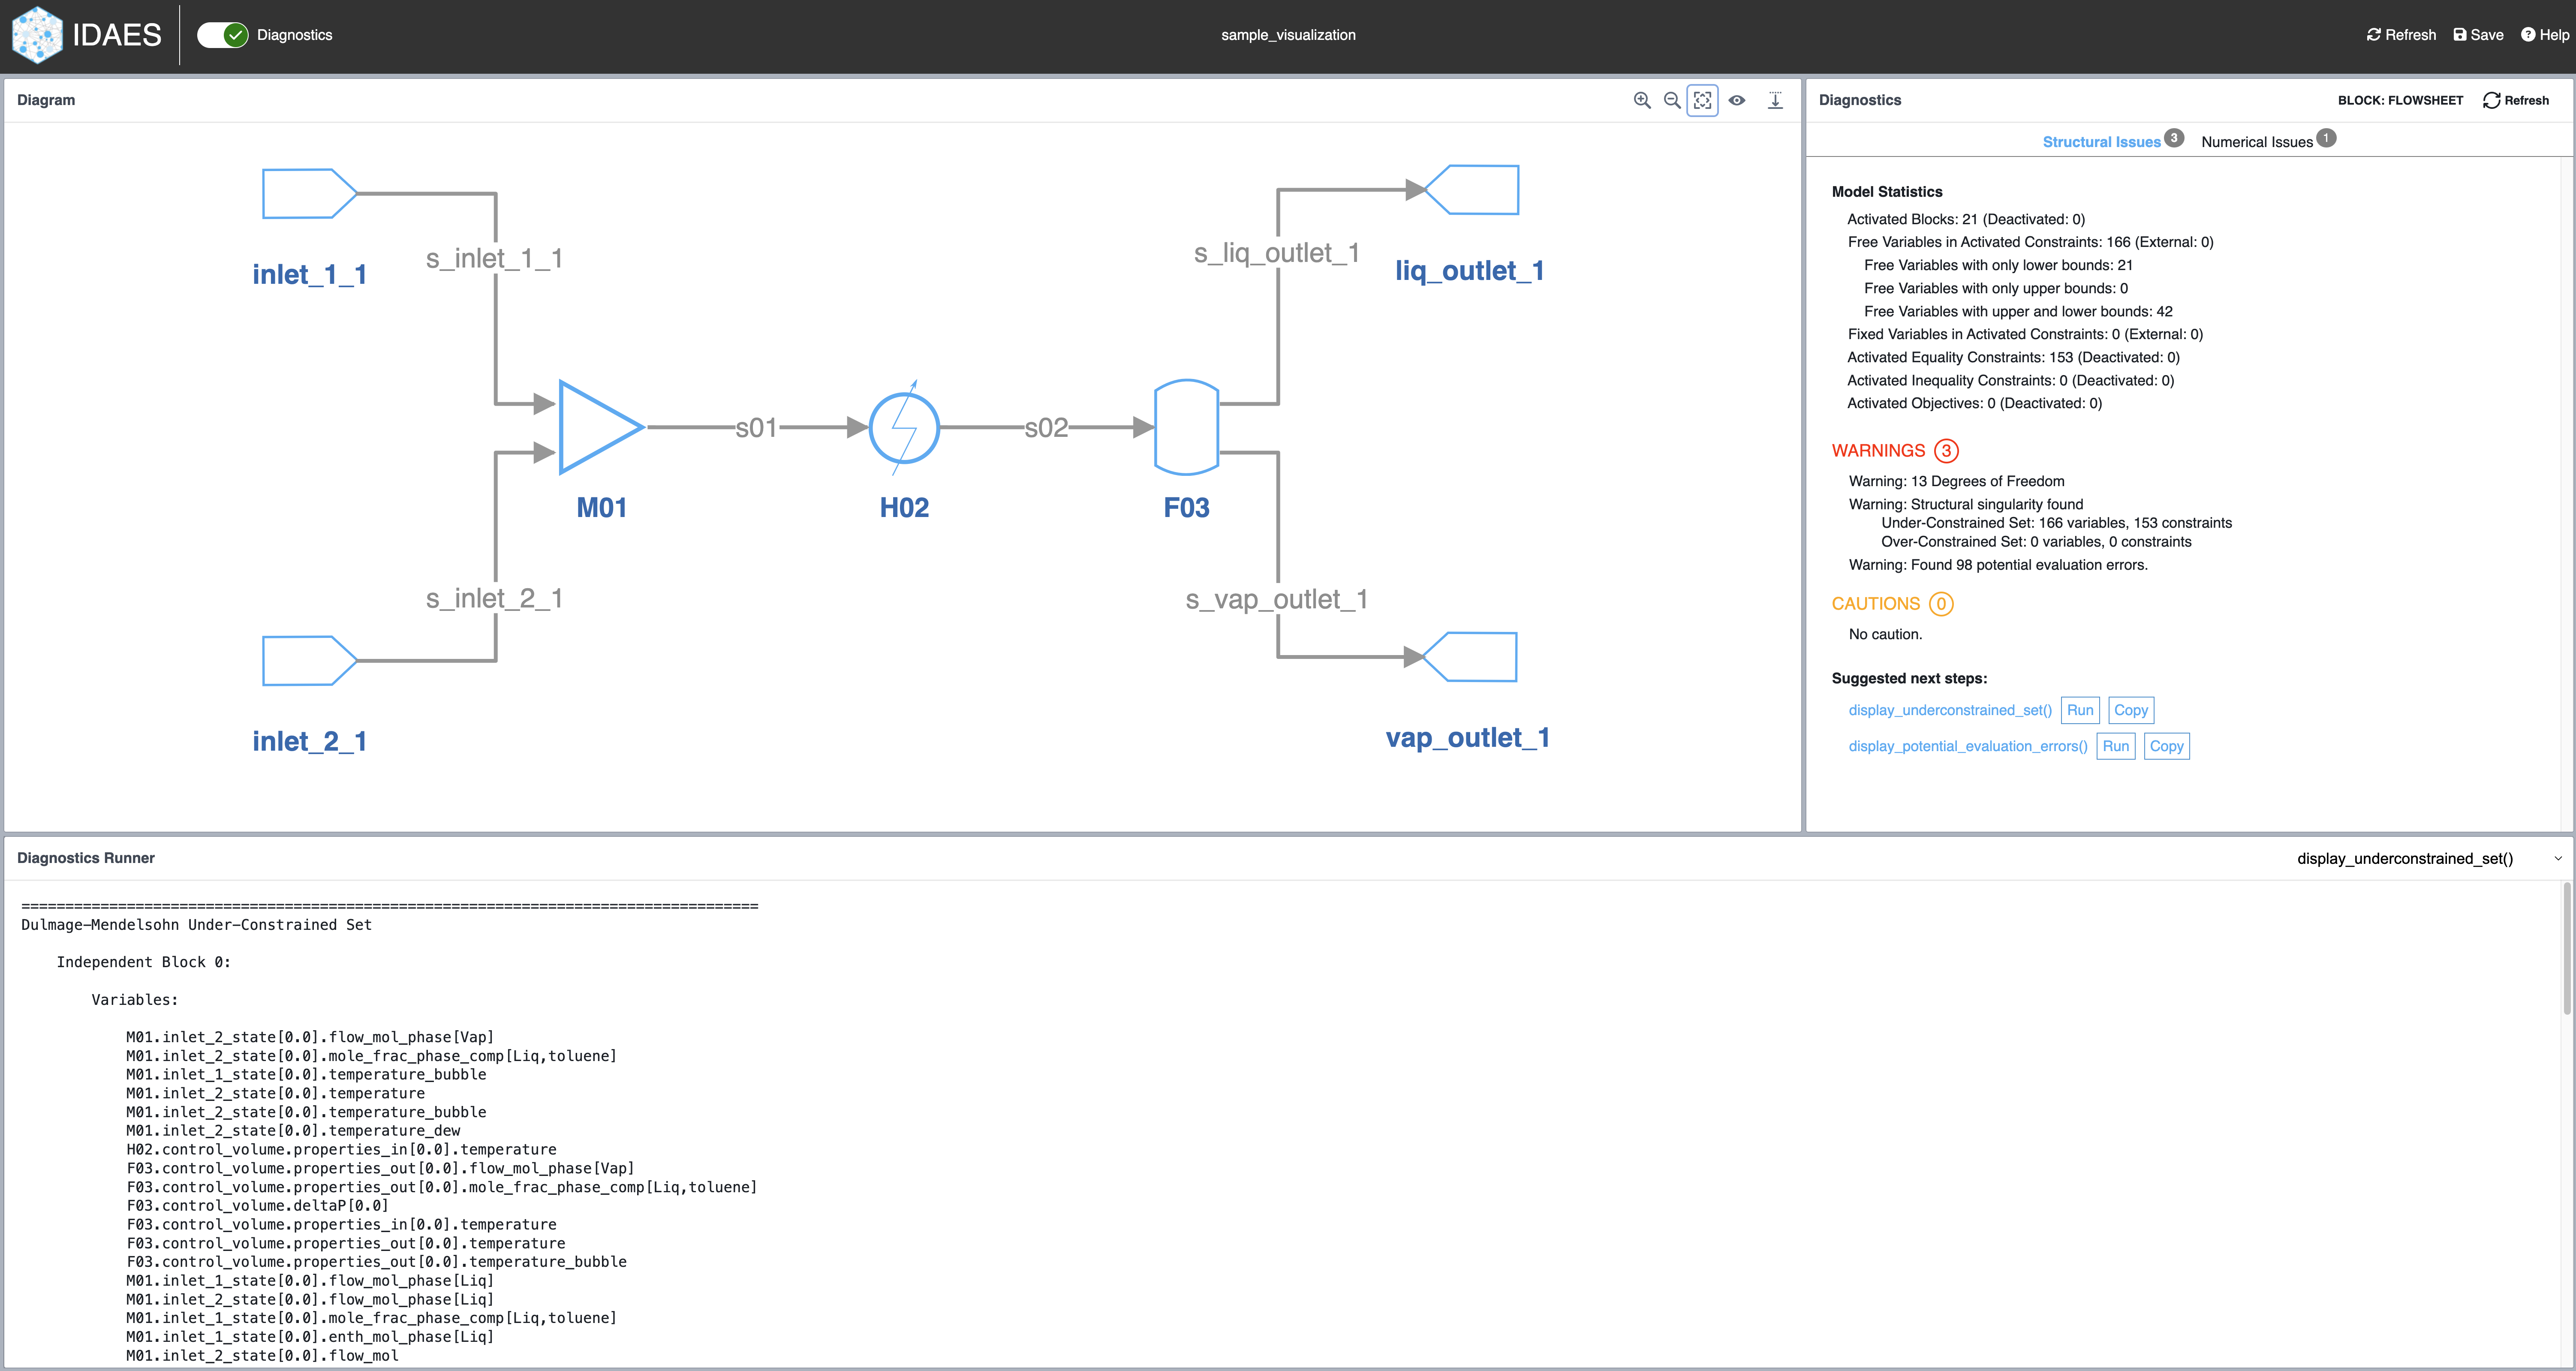 IDAES
Diagnostics
sample_visualization
Refresh
Save
Help
Diagram
inlet_1_1
s_inlet_1_1
s_liq_outlet_1
liq_outlet_1
s01
s02
M01
H02
F03
s_inlet_2_1
s_vap_outlet_1
inlet_2_1
vap_outlet_1
Diagnostics
BLOCK: FLOWSHEET
Refresh
Structural Issues 3
Numerical Issues 1
Model Statistics
Activated Blocks: 21 (Deactivated: 0)
Free Variables in Activated Constraints: 166 (External: 0)
Free Variables with only lower bounds: 21
Free Variables with only upper bounds: 0
Free Variables with upper and lower bounds: 42
Fixed Variables in Activated Constraints: 0 (External: 0)
Activated Equality Constraints: 153 (Deactivated: 0)
Activated Inequality Constraints: 0 (Deactivated: 0)
Activated Objectives: 0 (Deactivated: 0)
WARNINGS 3
Warning: 13 Degrees of Freedom
Warning: Structural singularity found
Under-Constrained Set: 166 variables, 153 constraints
Over-Constrained Set: 0 variables, 0 constraints
Warning: Found 98 potential evaluation errors.
CAUTIONS 0
No caution.
Suggested next steps:
display_underconstrained_set() Run Copy
display_potential_evaluation_errors() Run Copy
Diagnostics Runner
display_underconstrained_set()
====================================================================================
Dulmage-Mendelsohn Under-Constrained Set
Independent Block 0:
Variables:
M01.inlet_2_state[0.0].flow_mol_phase[Vap]
M01.inlet_2_state[0.0].mole_frac_phase_comp[Liq,toluene]
M01.inlet_1_state[0.0].temperature_bubble
M01.inlet_2_state[0.0].temperature
M01.inlet_2_state[0.0].temperature_bubble
M01.inlet_2_state[0.0].temperature_dew
H02.control_volume.properties_in[0.0].temperature
F03.control_volume.properties_out[0.0].flow_mol_phase[Vap]
F03.control_volume.properties_out[0.0].mole_frac_phase_comp[Liq,toluene]
F03.control_volume.deltaP[0.0]
F03.control_volume.properties_in[0.0].temperature
F03.control_volume.properties_out[0.0].temperature
F03.control_volume.properties_out[0.0].temperature_bubble
M01.inlet_1_state[0.0].flow_mol_phase[Liq]
M01.inlet_2_state[0.0].flow_mol_phase[Liq]
M01.inlet_1_state[0.0].mole_frac_phase_comp[Liq,toluene]
M01.inlet_1_state[0.0].enth_mol_phase[Liq]
M01.inlet_2_state[0.0].flow_mol